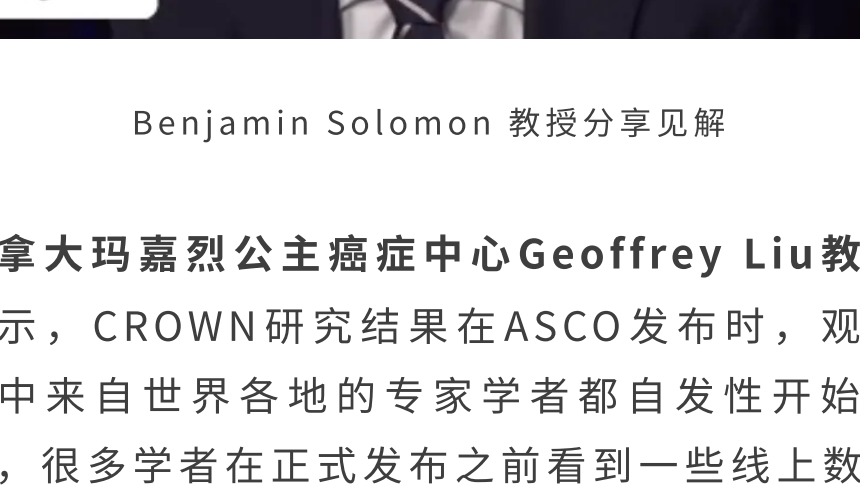 Benjamin Solomon 教授分享见解
拿大玛嘉烈公主癌症中心Geoffrey Liu教
示，CROWN研究结果在ASCO发布时，观
中来自世界各地的专家学者都自发性开始
，很多学者在正式发布之前看到一些线上数